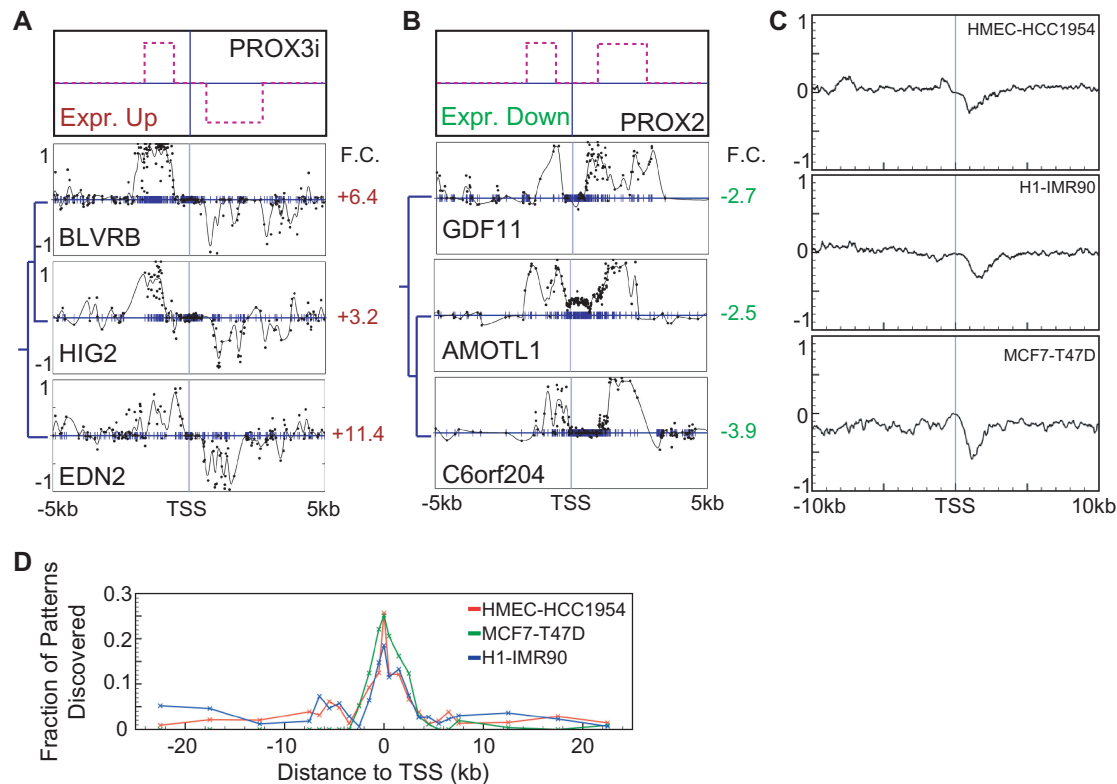 A
PROX3i
Expr. Up
F.C.
1
-1
BLVRB
+6.4
1
-1
HIG2
+3.2
1
-1
EDN2
+11.4
-5kb TSS 5kb
B
Expr. Down
PROX2
F.C.
GDF11
-2.7
AMOTL1
-2.5
C6orf204
-3.9
-5kb TSS 5kb
C
HMEC-HCC1954
1
0
-1
H1-IMR90
1
0
-1
MCF7-T47D
1
0
-1
-10kb TSS 10kb
D
Fraction of Patterns
Discovered
0.3
0.2
0.1
0
HMEC-HCC1954
MCF7-T47D
H1-IMR90
-20 -10 0 10 20
Distance to TSS (kb)